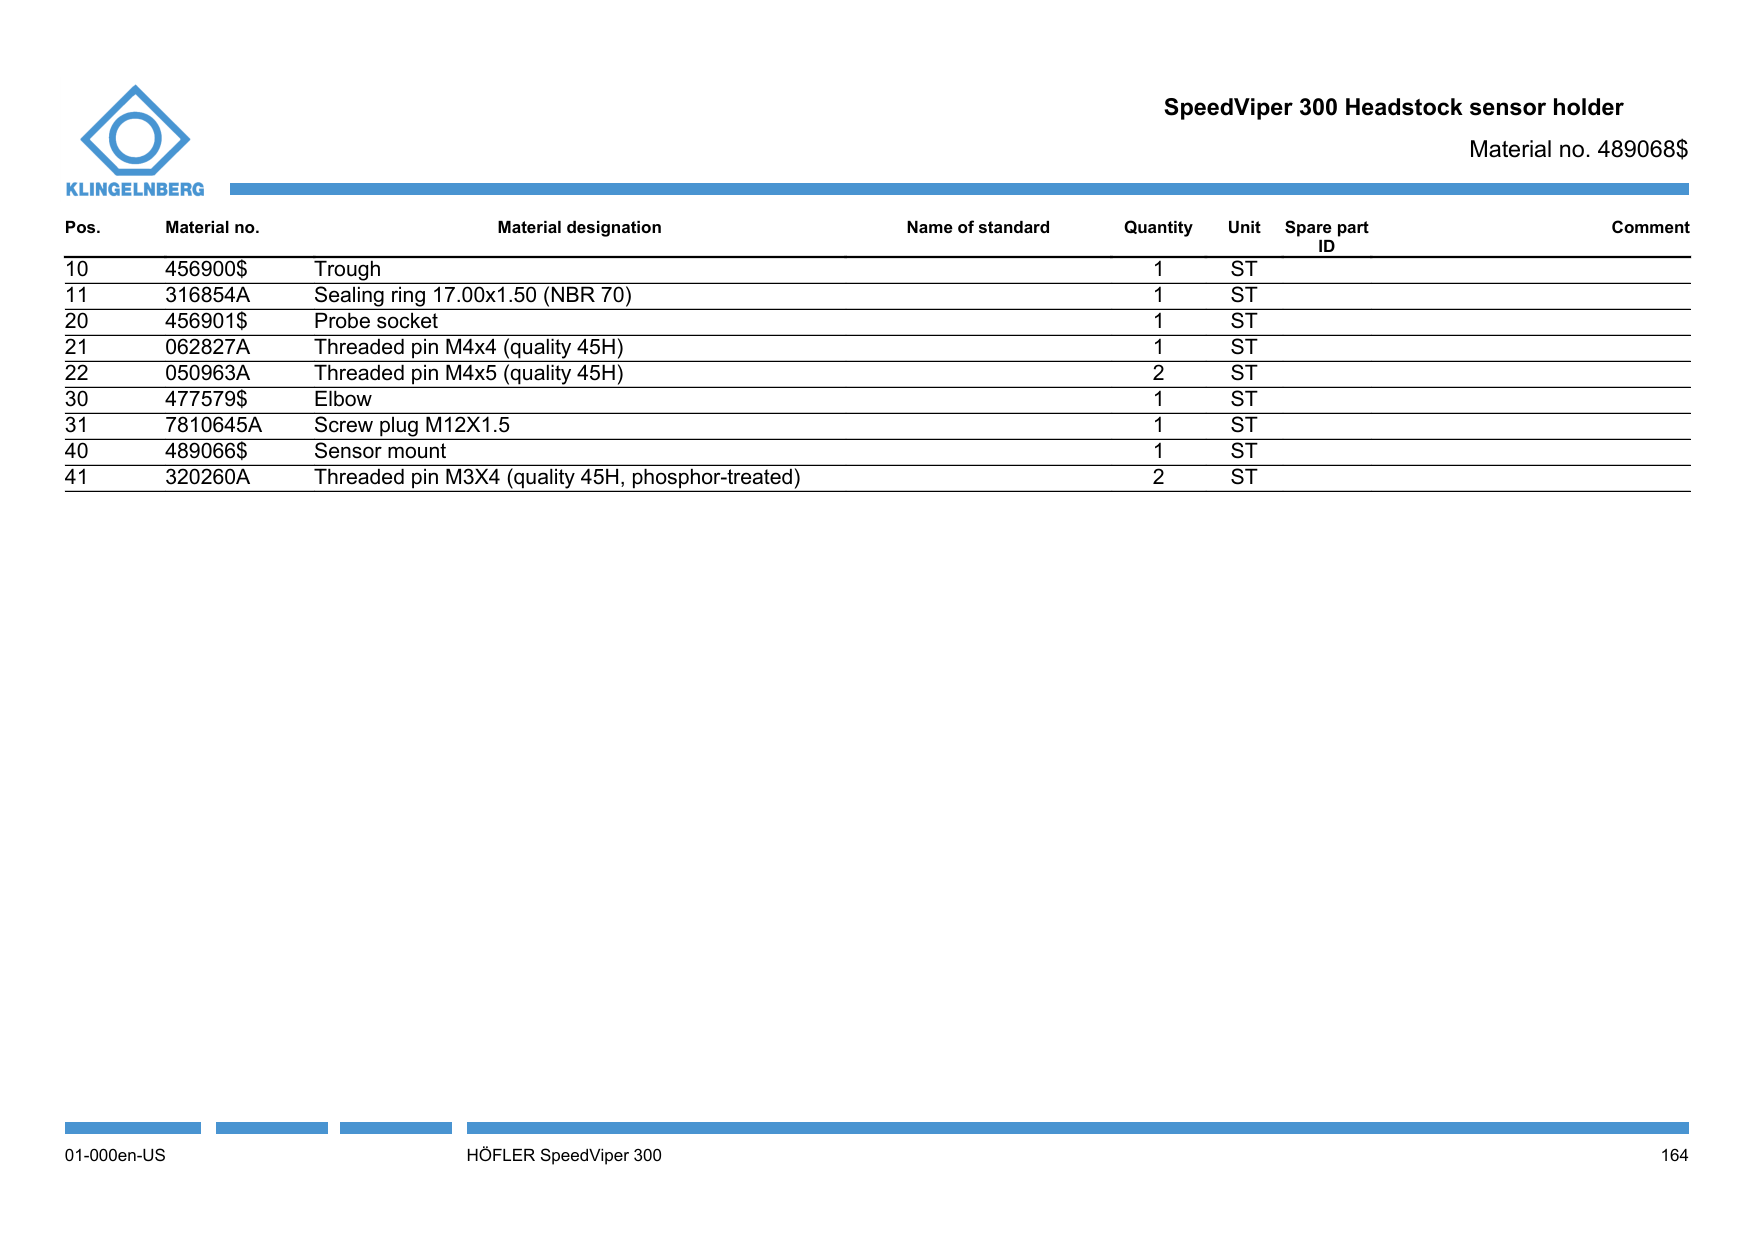 SpeedViper 300 Headstock sensor holder
Material no. 489068$
KLINGELNBERG
Pos. Material no. Material designation Name of standard Quantity Unit Spare part ID Comment
10 456900$ Trough 1 ST
11 316854A Sealing ring 17.00x1.50 (NBR 70) 1 ST
20 456901$ Probe socket 1 ST
21 062827A Threaded pin M4x4 (quality 45H) 1 ST
22 050963A Threaded pin M4x5 (quality 45H) 2 ST
30 477579$ Elbow 1 ST
31 7810645A Screw plug M12X1.5 1 ST
40 489066$ Sensor mount 1 ST
41 320260A Threaded pin M3X4 (quality 45H, phosphor-treated) 2 ST
01-000en-US HÖFLER SpeedViper 300 164